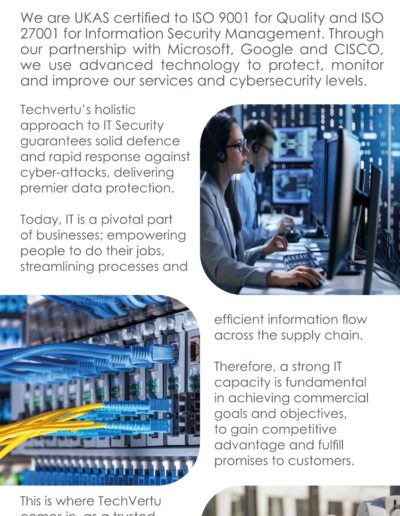 We are UKAS certified to ISO 9001 for Quality and ISO
27001 for Information Security Management. Through
our partnership with Microsoft, Google and CISCO,
we use advanced technology to protect, monitor
and improve our services and cybersecurity levels.
Techvertu’s holistic
approach to IT Security
guarantees solid defence
and rapid response against
cyber-attacks, delivering
premier data protection.
Today, IT is a pivotal part
of businesses; empowering
people to do their jobs,
streamlining processes and
efficient information flow
across the supply chain.
Therefore, a strong IT
capacity is fundamental
in achieving commercial
goals and objectives,
to gain competitive
advantage and fulfill
promises to customers.
This is where TechVertu
comes in, as a trusted